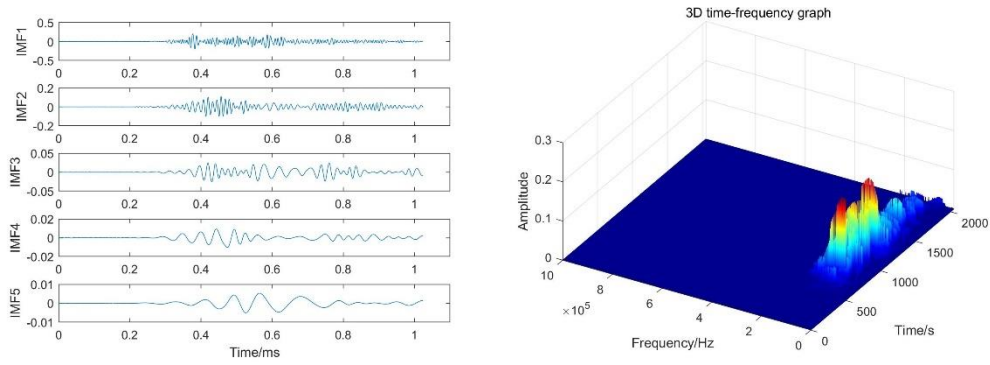 IMF1
0.5
0
-0.5
0 0.2 0.4 0.6 0.8 1
IMF2
0.2
0
-0.2
0 0.2 0.4 0.6 0.8 1
IMF3
0.05
0
-0.05
0 0.2 0.4 0.6 0.8 1
IMF4
0.02
0
-0.02
0 0.2 0.4 0.6 0.8 1
IMF5
0.01
0
-0.01
0 0.2 0.4 0.6 0.8 1
Time/ms
3D time-frequency graph
Amplitude
0.3
0.2
0.1
0
10 8 6 4 2 0
×10⁵
Frequency/Hz
0 500 1000 1500 2000
Time/s